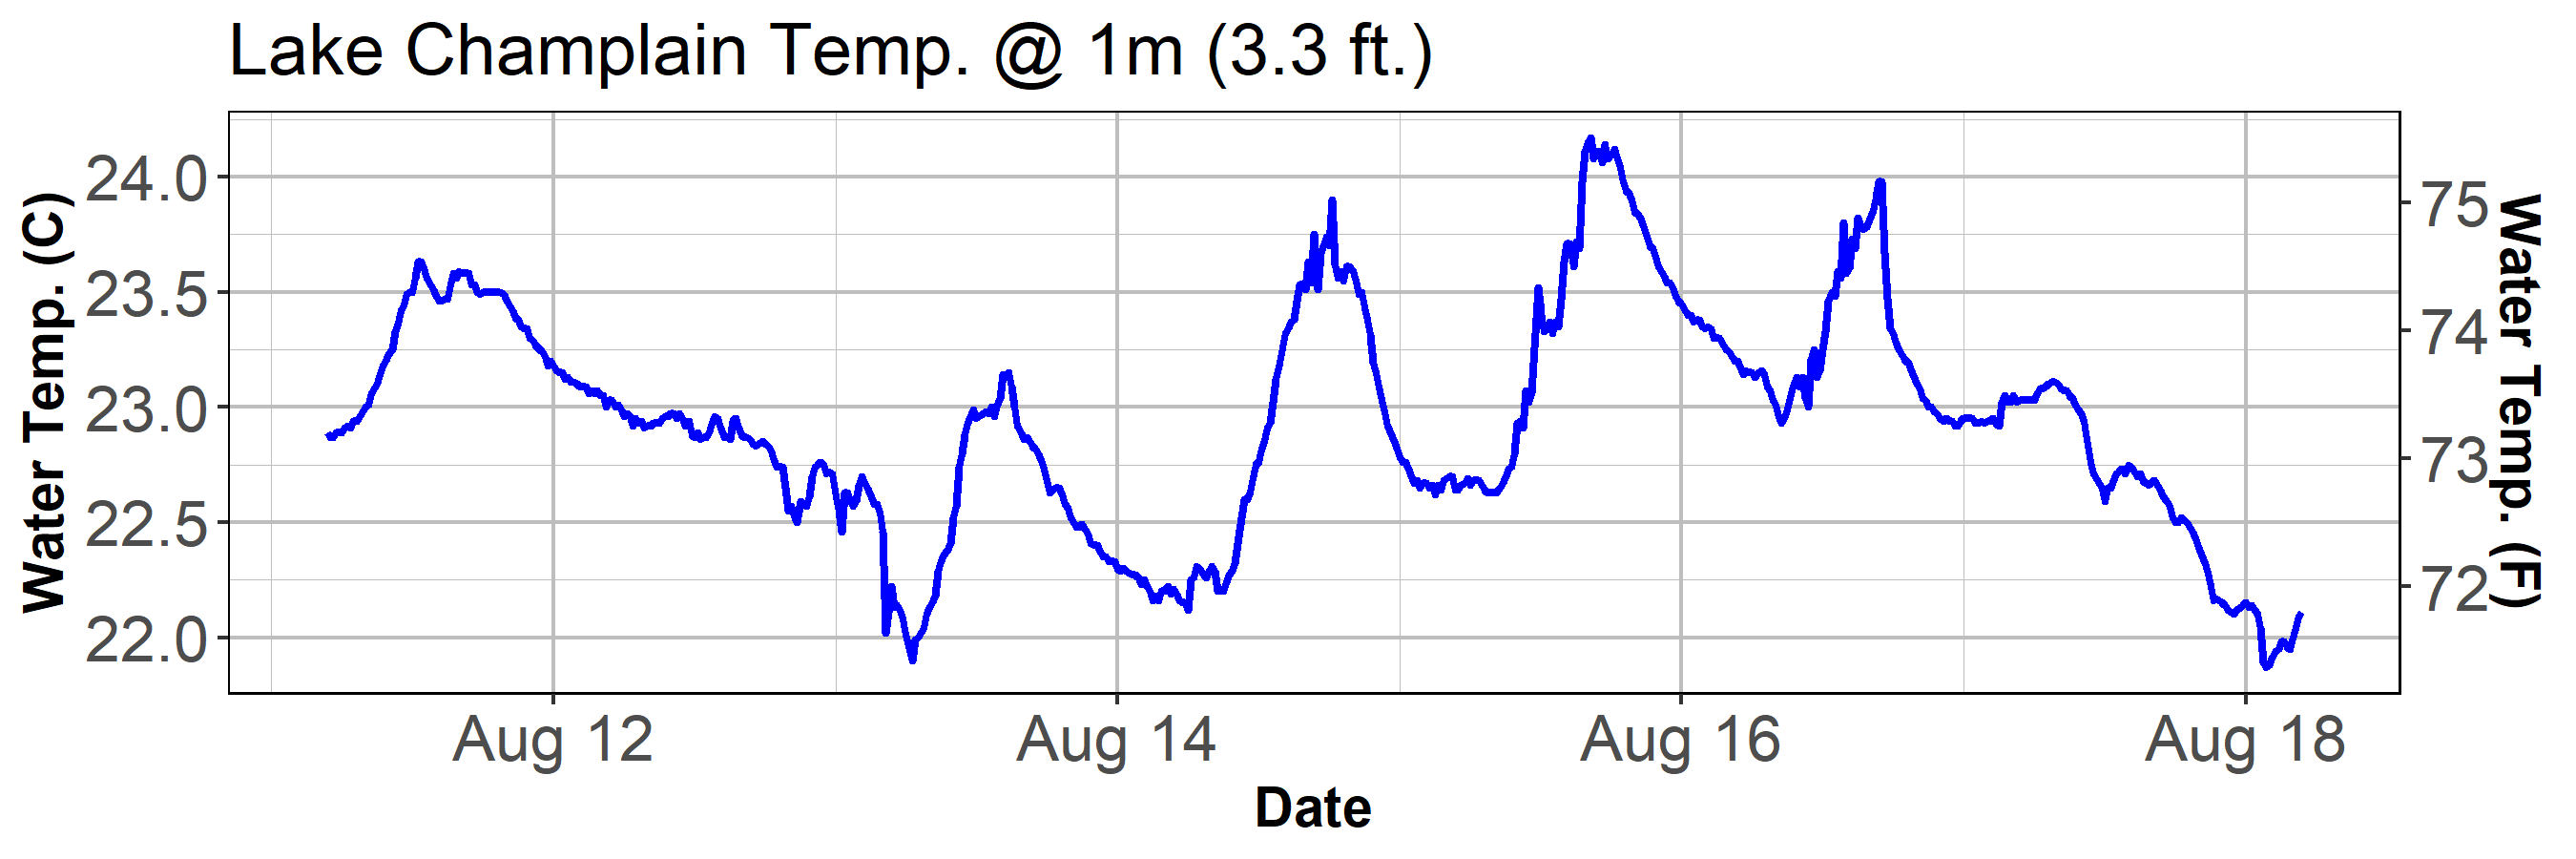 Lake Champlain Temp. @ 1m (3.3 ft.)
Water Temp. (C)
24.0
23.5
23.0
22.5
22.0
75
74
73
72
Water Temp. (F)
Aug 12 Aug 14 Aug 16 Aug 18
Date